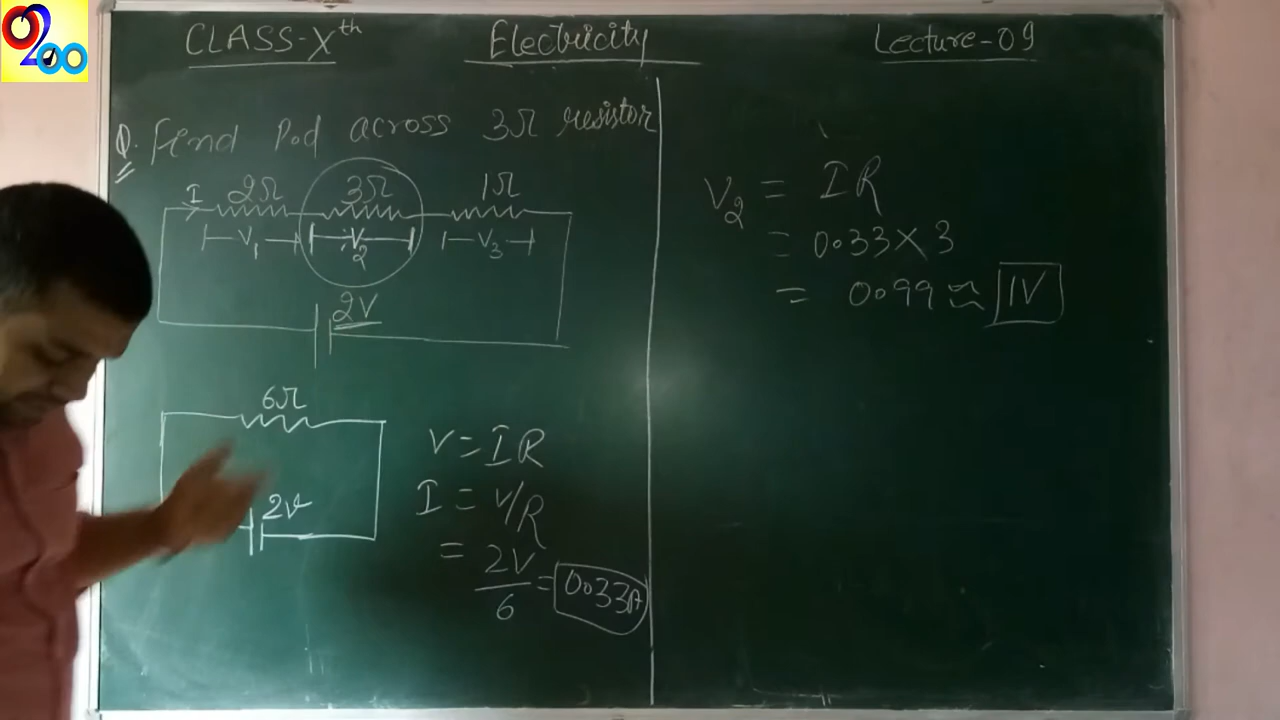 0200
CLASS-Xth
Electricity
Lecture-09
Q. Find Pd across 3Ω resistor
I 2Ω 3Ω 1Ω
V1 V2 V3
2V
6Ω
2V
V = IR
I = V/R
= 2V/6 = 0.33A
V2 = IR
= 0.33 × 3
= 0.99 ≈ 1V